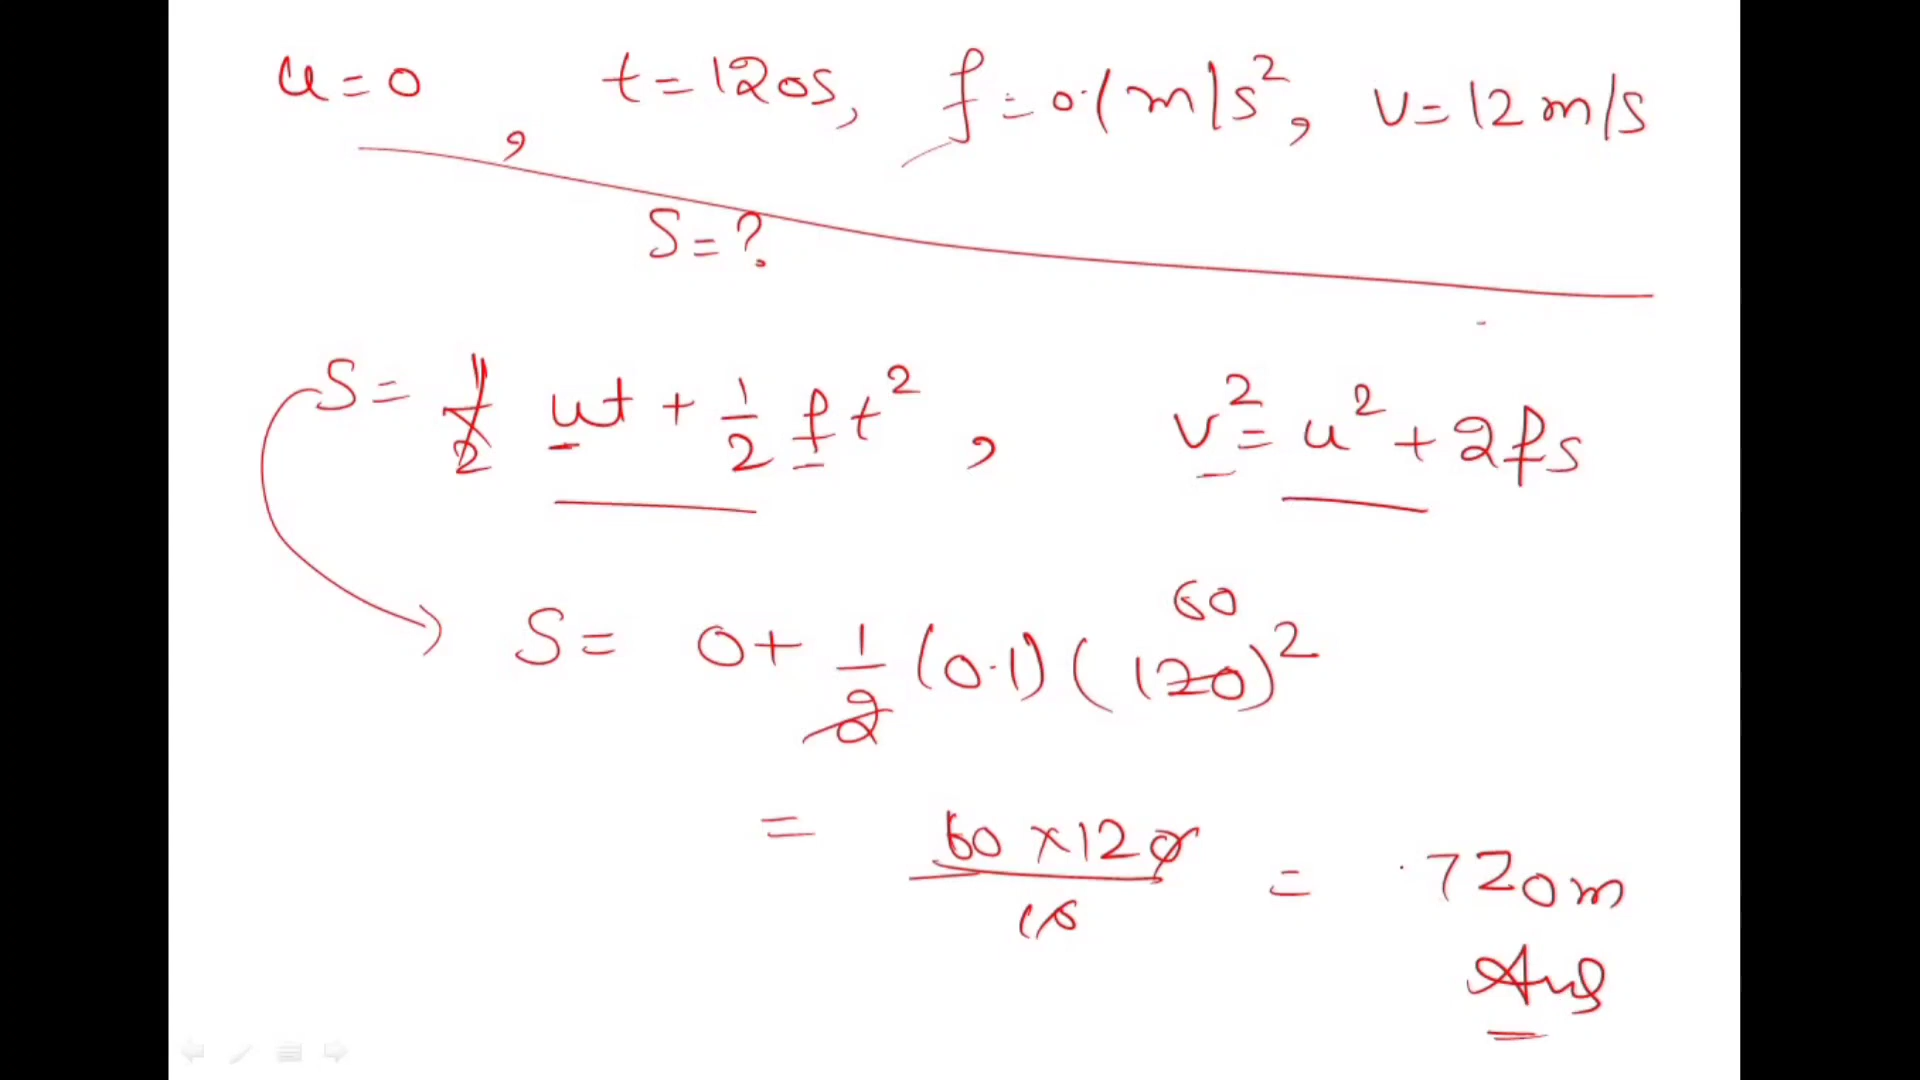 u = 0 , t = 120s, f = 0.1 m/s², v = 12 m/s
S = ?
S = 1/2 ut + 1/2 f t² , v² = u² + 2fs
60
S = 0 + 1/2 (0.1) (120)²
= 60 × 120 / 10 = 720m
Ans